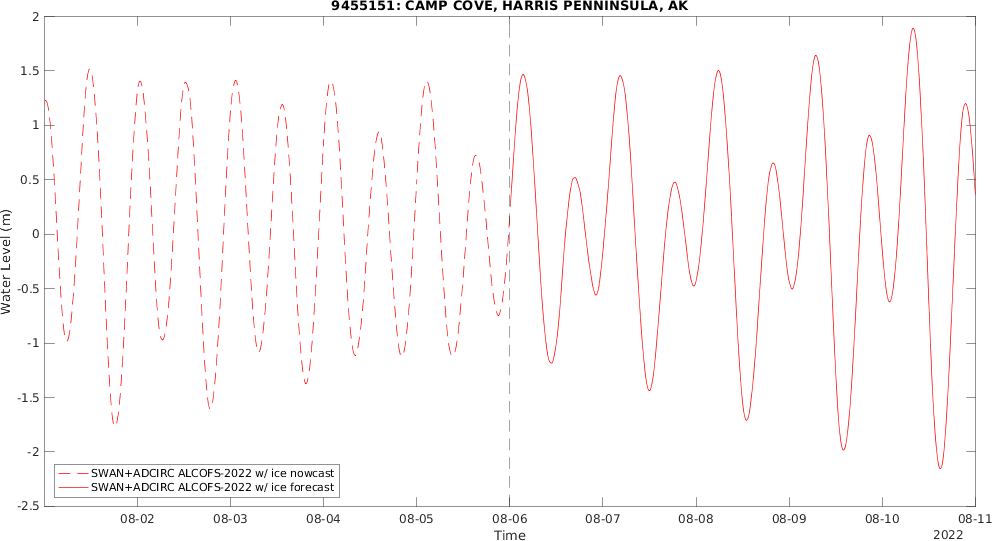 9455151: CAMP COVE, HARRIS PENNINSULA, AK
2
1.5
1
0.5
0
-0.5
-1
-1.5
-2
-2.5
Water Level (m)
SWAN+ADCIRC ALCOFS-2022 w/ ice nowcast
SWAN+ADCIRC ALCOFS-2022 w/ ice forecast
08-02 08-03 08-04 08-05 08-06 08-07 08-08 08-09 08-10 08-11
Time
2022